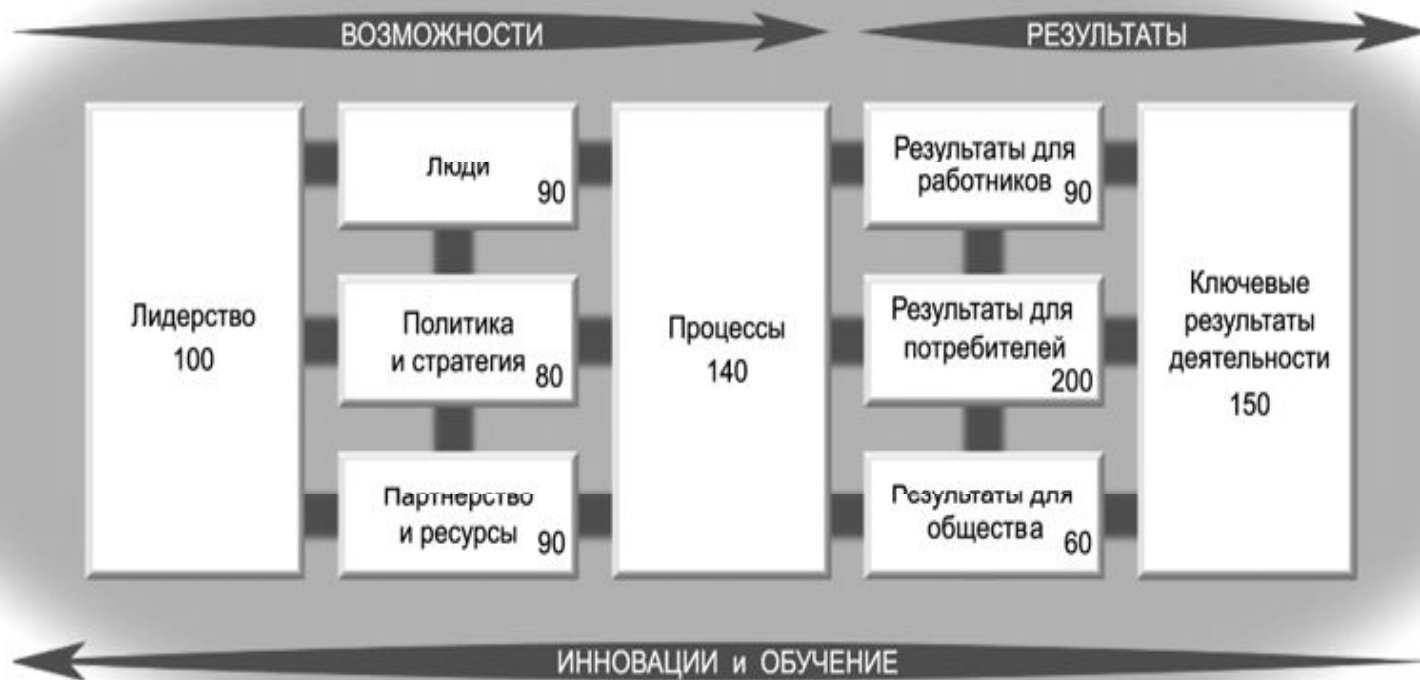 ВОЗМОЖНОСТИ
РЕЗУЛЬТАТЫ
Лидерство
100
Люди
90
Политика
и стратегия
80
Партнерство
и ресурсы
90
Процессы
140
Результаты для
работников
90
Результаты для
потребителей
200
Результаты для
общества
60
Ключевые
результаты
деятельности
150
ИННОВАЦИИ и ОБУЧЕНИЕ